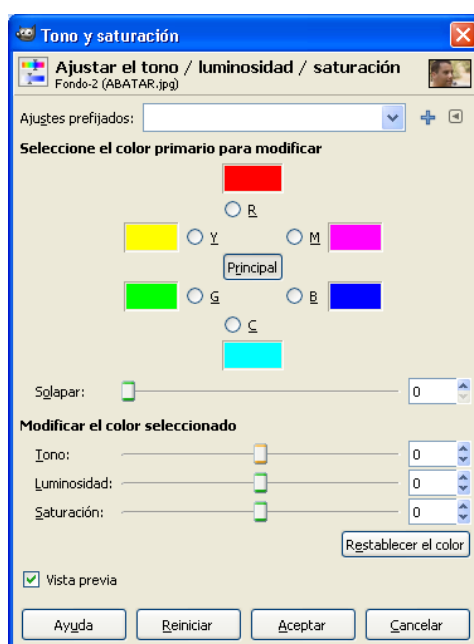 Tono y saturación
Ajustar el tono / luminosidad / saturación
Fondo-2 (ABATAR.jpg)
Ajustes prefijados:
Seleccione el color primario para modificar
R
Y M
Principal
G B
C
Solapar: 0
Modificar el color seleccionado
Tono: 0
Luminosidad: 0
Saturación: 0
Restablecer el color
Vista previa
Ayuda Reiniciar Aceptar Cancelar